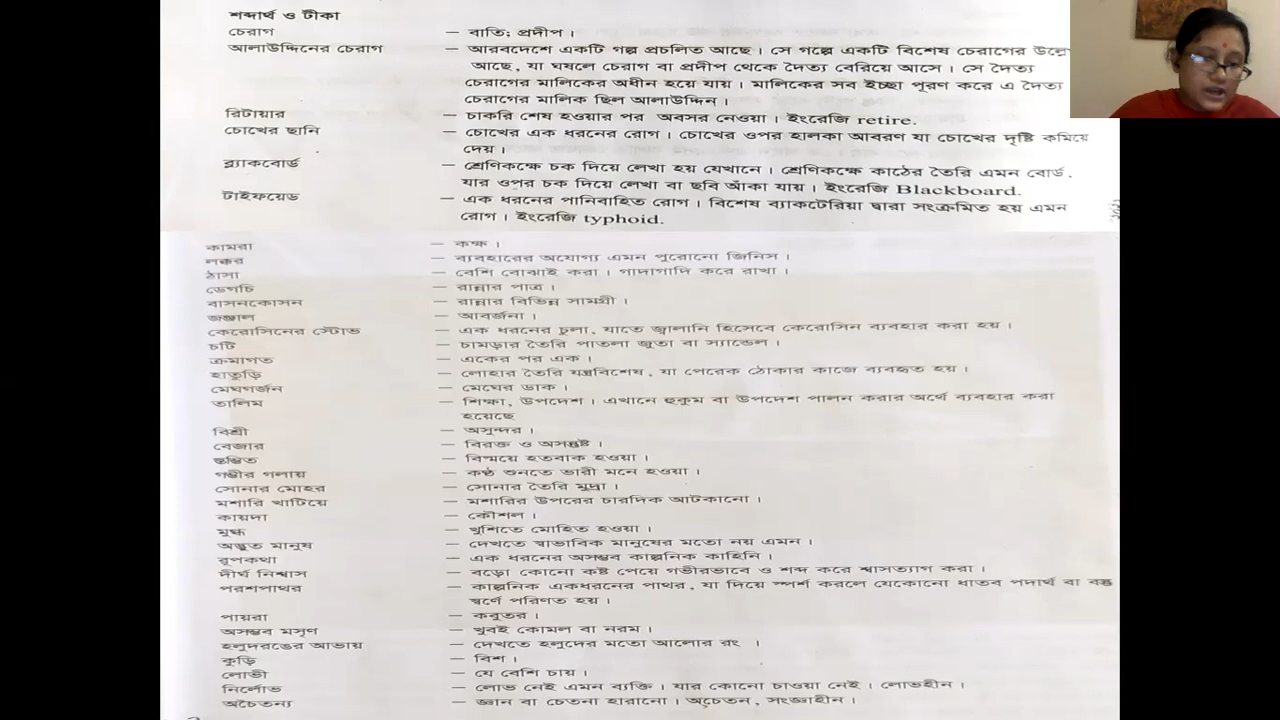 শব্দার্থ ও টীকা
চেরাগ – বাতি; প্রদীপ।
আলাউদ্দিনের চেরাগ – আরবদেশে একটি গল্প প্রচলিত আছে। সে গল্পে একটি বিশেষ চেরাগের
আছে, যা ঘষলে চেরাগ বা প্রদীপ থেকে দৈত্য বেরিয়ে আসে। সে দৈত্য
চেরাগের মালিকের অধীন হয়ে যায়। মালিকের সব ইচ্ছা পূরণ করে এ দৈত্য
চেরাগের মালিক ছিল আলাউদ্দিন।
রিটায়ার – চাকরি শেষ হওয়ার পর অবসর নেওয়া। ইংরেজি retire.
চোখের ছানি – চোখের এক ধরনের রোগ। চোখের ওপর হালকা আবরণ যা চোখের দৃষ্টি কমিয়ে
দেয়।
ব্ল্যাকবোর্ড – শ্রেণিকক্ষে চক দিয়ে লেখা হয় যেখানে। শ্রেণিকক্ষে কাঠের তৈরি এমন বোর্ড,
যার ওপর চক দিয়ে লেখা বা ছবি আঁকা যায়। ইংরেজি Blackboard.
টাইফয়েড – এক ধরনের পানিবাহিত রোগ। বিশেষ ব্যাকটেরিয়া দ্বারা সংক্রমিত হয় এমন
রোগ। ইংরেজি typhoid.
কামরা – কক্ষ।
লক্কর – ব্যবহারের অযোগ্য এমন পুরোনো জিনিস।
ঠাসা – বেশি বোঝাই করা। গাদাগাদি করে রাখা।
ডেগচি – রান্নার পাত্র।
বাসনকোসন – রান্নার বিভিন্ন সামগ্রী।
জঞ্জাল – আবর্জনা।
কেরোসিনের স্টোভ – এক ধরনের চুলা, যাতে জ্বালানি হিসেবে কেরোসিন ব্যবহার করা হয়।
চটি – চামড়ার তৈরি পাতলা জুতা বা স্যান্ডেল।
ক্রমাগত – একের পর এক।
হাতুড়ি – লোহার তৈরি যন্ত্রবিশেষ, যা পেরেক ঠোকার কাজে ব্যবহৃত হয়।
মেঘগর্জন – মেঘের ডাক।
তালিম – শিক্ষা, উপদেশ। এখানে হুকুম বা উপদেশ পালন করার অর্থে ব্যবহার করা
হয়েছে
বিশ্রী – অসুন্দর।
বেজার – বিরক্ত ও অসন্তুষ্ট।
স্তম্ভিত – বিস্ময়ে হতবাক হওয়া।
গম্ভীর গলায় – কণ্ঠ শুনতে ভারী মনে হওয়া।
সোনার মোহর – সোনার তৈরি মুদ্রা।
মশারি খাটিয়ে – মশারির উপরের চারদিক আটকানো।
কায়দা – কৌশল।
মুগ্ধ – খুশিতে মোহিত হওয়া।
অদ্ভুত মানুষ – দেখতে স্বাভাবিক মানুষের মতো নয় এমন।
রূপকথা – এক ধরনের অসম্ভব কাল্পনিক কাহিনি।
দীর্ঘ নিশ্বাস – বড়ো কোনো কষ্ট পেয়ে গভীরভাবে ও শব্দ করে শ্বাসত্যাগ করা।
পরশপাথর – কাল্পনিক একধরনের পাথর, যা দিয়ে স্পর্শ করলে যেকোনো ধাতব পদার্থ বা বস্তু
স্বর্ণে পরিণত হয়।
পায়রা – কবুতর।
অসম্ভব মসৃণ – খুবই কোমল বা নরম।
হলুদরঙের আভায় – দেখতে হলুদের মতো আলোর রং ।
কুড়ি – বিশ।
লোভী – যে বেশি চায়।
নির্লোভ – লোভ নেই এমন ব্যক্তি। যার কোনো চাওয়া নেই। লোভহীন।
অচৈতন্য – জ্ঞান বা চেতনা হারানো। অচেতন, সংজ্ঞাহীন।